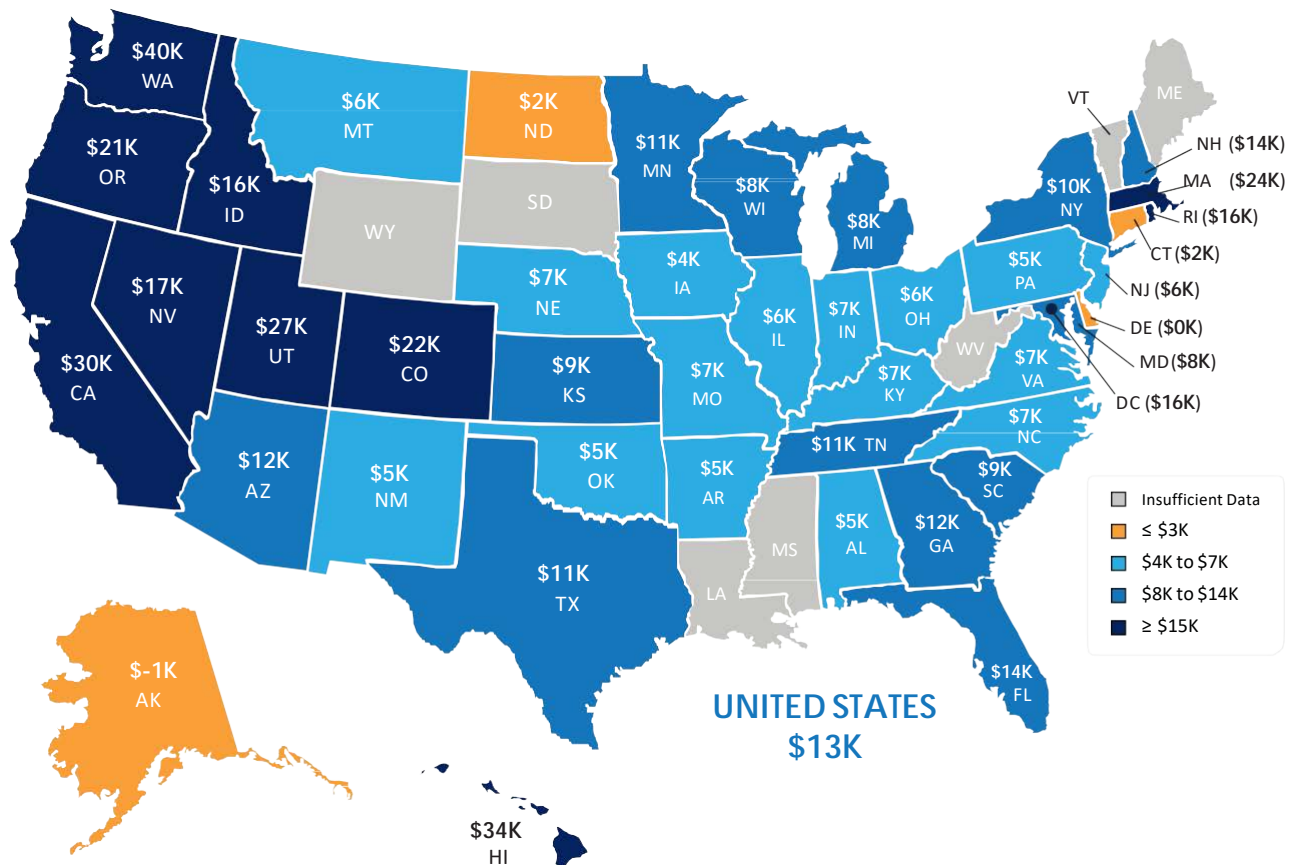 $40K
WA
$6K
MT
$2K
ND
$11K
MN
VT
ME
$21K
OR
$16K
ID
WY
SD
$8K
WI
$8K
MI
$10K
NY
NH ($14K)
MA ($24K)
RI ($16K)
CT ($2K)
$17K
NV
$27K
UT
$22K
CO
$7K
NE
$4K
IA
$6K
IL
$7K
IN
$6K
OH
$5K
PA
NJ ($6K)
DE ($0K)
MD ($8K)
DC ($16K)
$30K
CA
$9K
KS
$7K
MO
$7K
KY
WV
$7K
VA
$7K
NC
$12K
AZ
$5K
NM
$5K
OK
$5K
AR
$11K TN
$9K
SC
$11K
TX
LA
MS
$5K
AL
$12K
GA
$14K
FL
Insufficient Data
≤ $3K
$4K to $7K
$8K to $14K
≥ $15K
$-1K
AK
$34K
HI
UNITED STATES
$13K